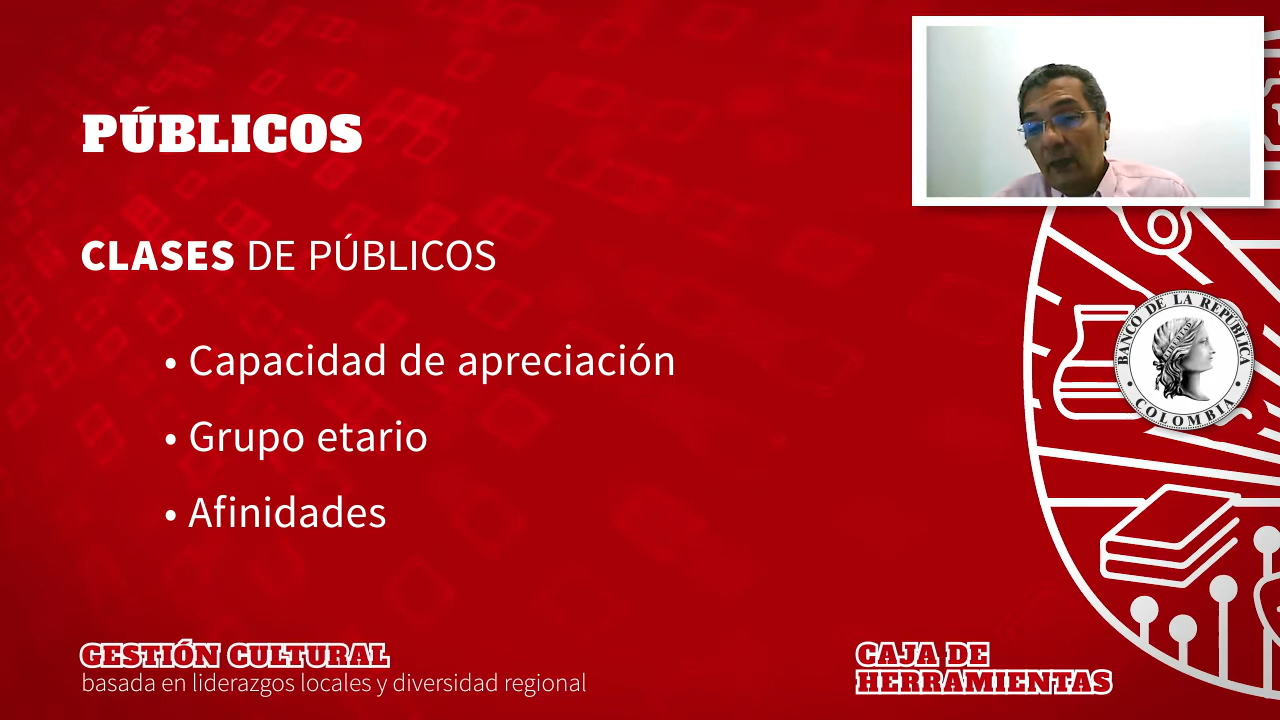 PÚBLICOS
CLASES DE PÚBLICOS
• Capacidad de apreciación
• Grupo etario
• Afinidades
BANCO DE LA REPÚBLICA
• COLOMBIA •
GESTIÓN CULTURAL
basada en liderazgos locales y diversidad regional
CAJA DE
HERRAMIENTAS